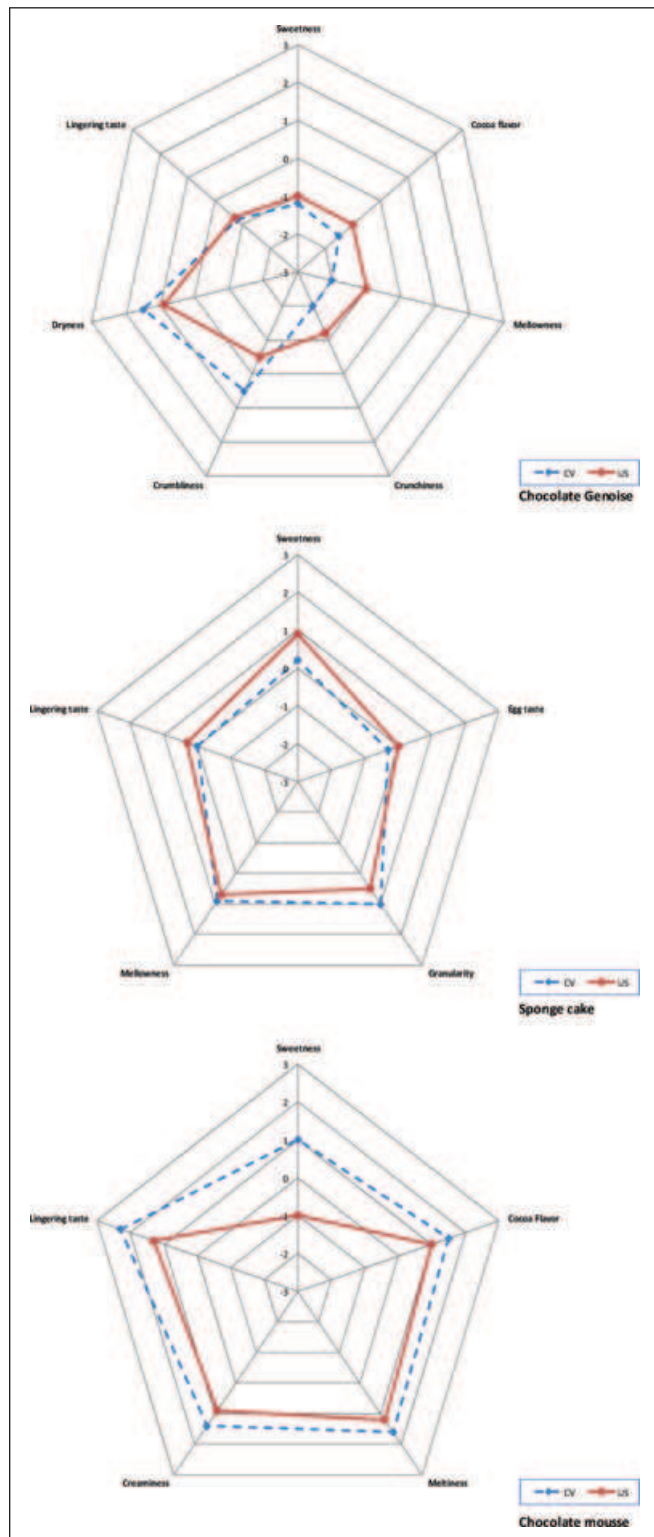 Sweetness
3
2
1
0
-1
-2
-3
Lingering taste
Cocoa flavor
Dryness
Mellowness
Crumbliness
Crunchiness
CV US
Chocolate Genoise
Sweetness
3
2
1
0
-1
-2
-3
Lingering taste
Egg taste
Mellowness
Granularity
CV US
Sponge cake
Sweetness
3
2
1
0
-1
-2
-3
Lingering taste
Cocoa Flavor
Creaminess
Meltiness
CV US
Chocolate mousse